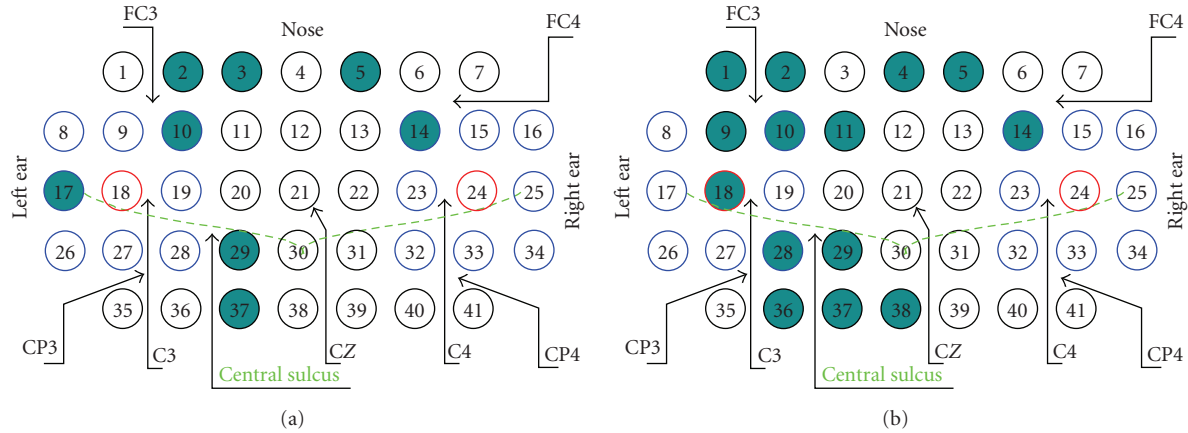 FC3
FC4
Nose
1 2 3 4 5 6 7
8 9 10 11 12 13 14 15 16
Left ear
Right ear
17 18 19 20 21 22 23 24 25
26 27 28 29 30 31 32 33 34
35 36 37 38 39 40 41
CP3
C3
CZ
C4
CP4
Central sulcus
(a)
FC3
FC4
Nose
1 2 3 4 5 6 7
8 9 10 11 12 13 14 15 16
Left ear
Right ear
17 18 19 20 21 22 23 24 25
26 27 28 29 30 31 32 33 34
35 36 37 38 39 40 41
CP3
C3
CZ
C4
CP4
Central sulcus
(b)